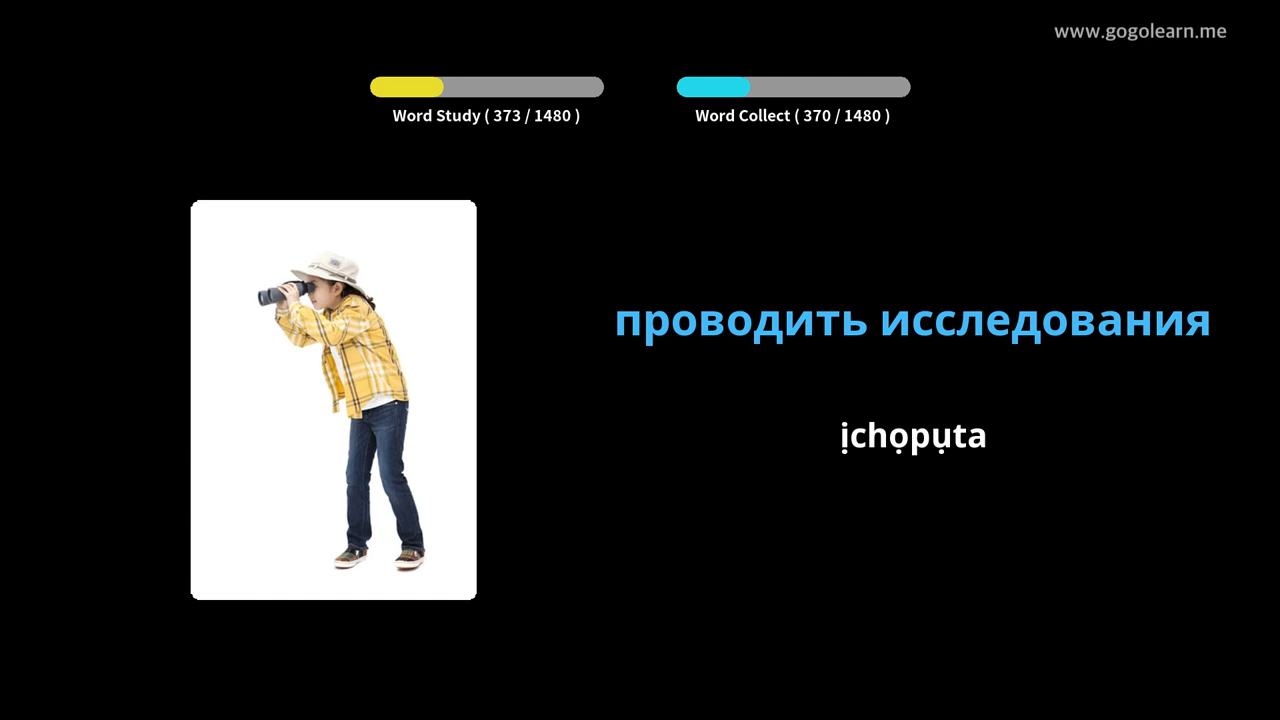 www.gogolearn.me
Word Study ( 373 / 1480 )
Word Collect ( 370 / 1480 )
проводить исследования
ịchọpụta